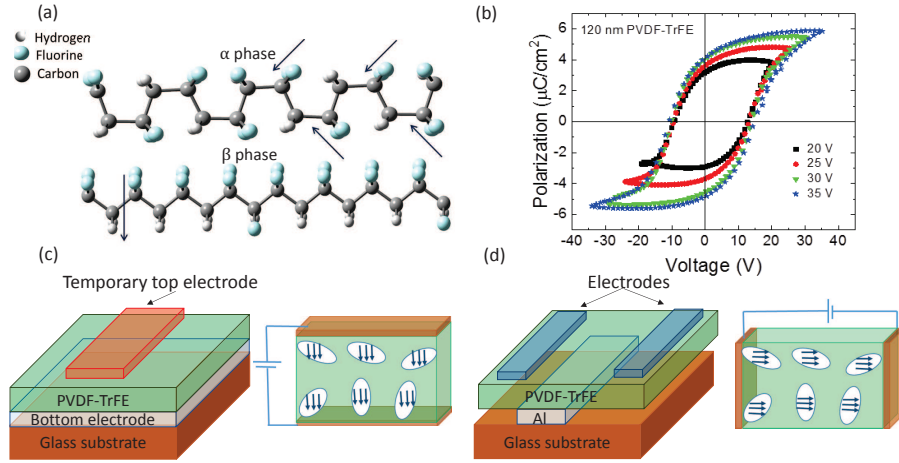 (a)
Hydrogen
Fluorine
Carbon
α phase
β phase
(b)
120 nm PVDF-TrFE
Polarization (μC/cm²)
6
4
2
0
-2
-4
-6
20 V
25 V
30 V
35 V
-40 -30 -20 -10 0 10 20 30 40
Voltage (V)
(c)
Temporary top electrode
PVDF-TrFE
Bottom electrode
Glass substrate
(d)
Electrodes
PVDF-TrFE
Al
Glass substrate